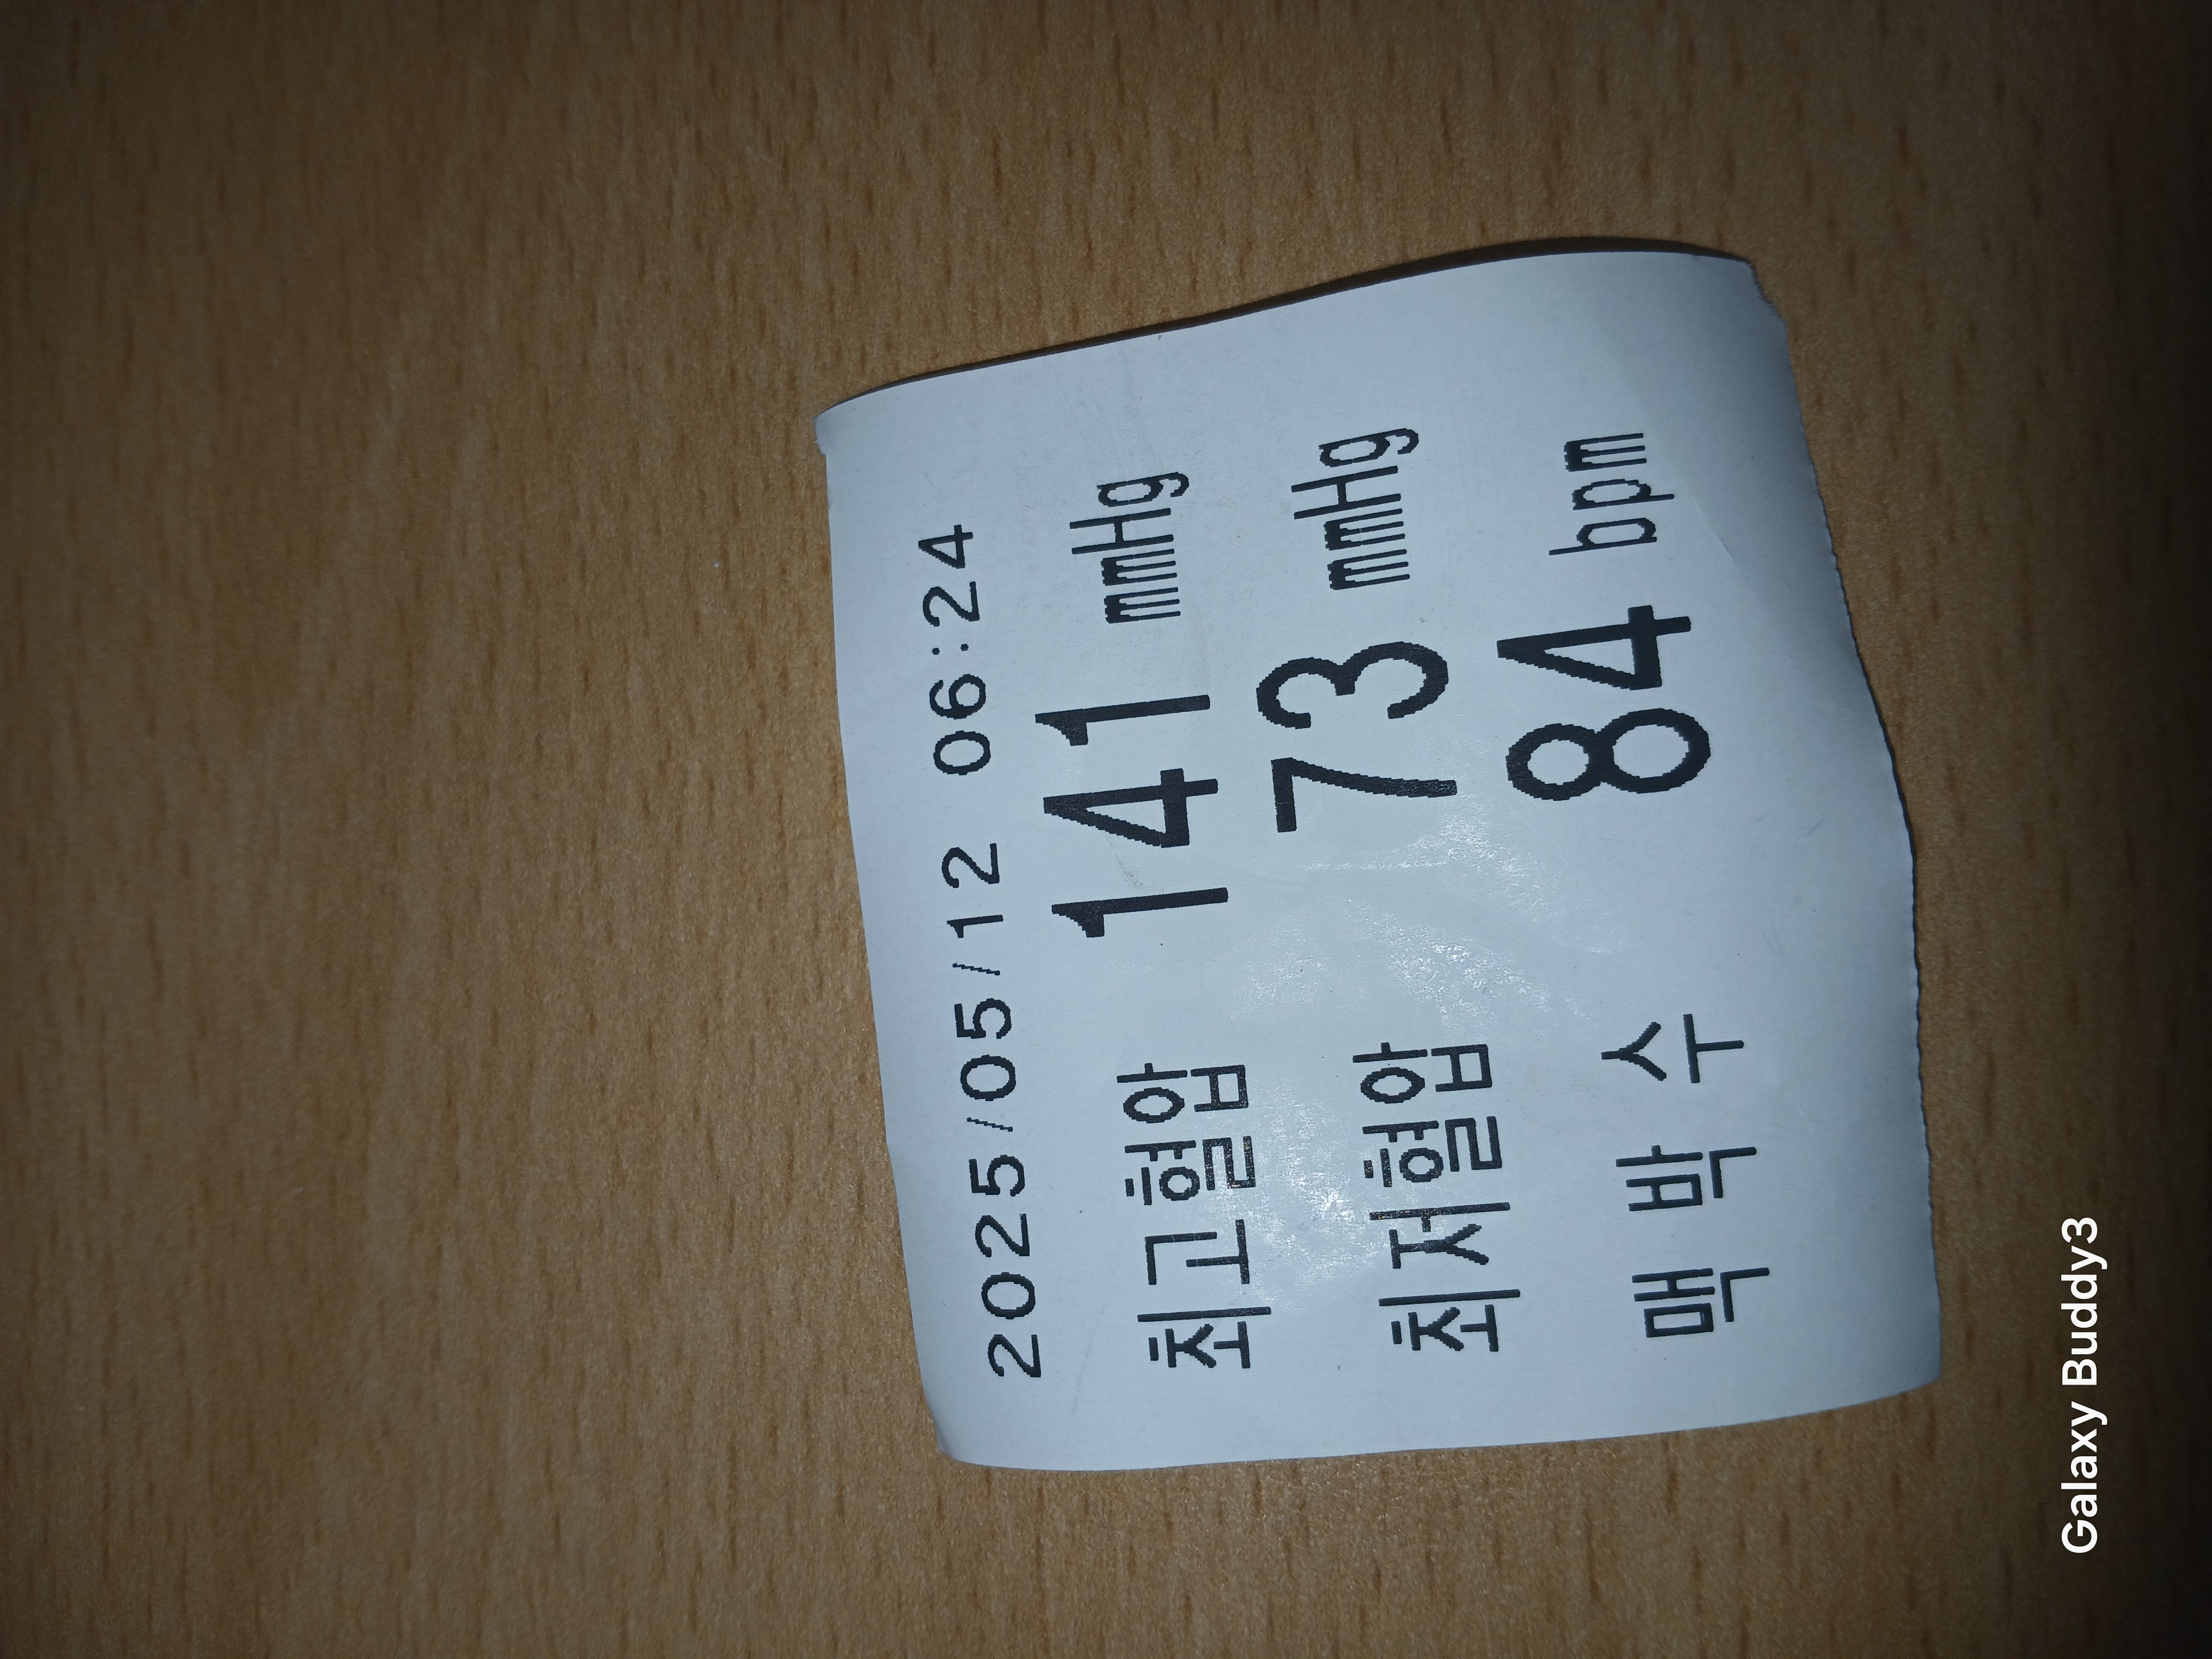 2025/05/12 06:24
최고혈압 141 mmHg
최저혈압 73 mmHg
맥박수 84 bpm
Galaxy Buddy3